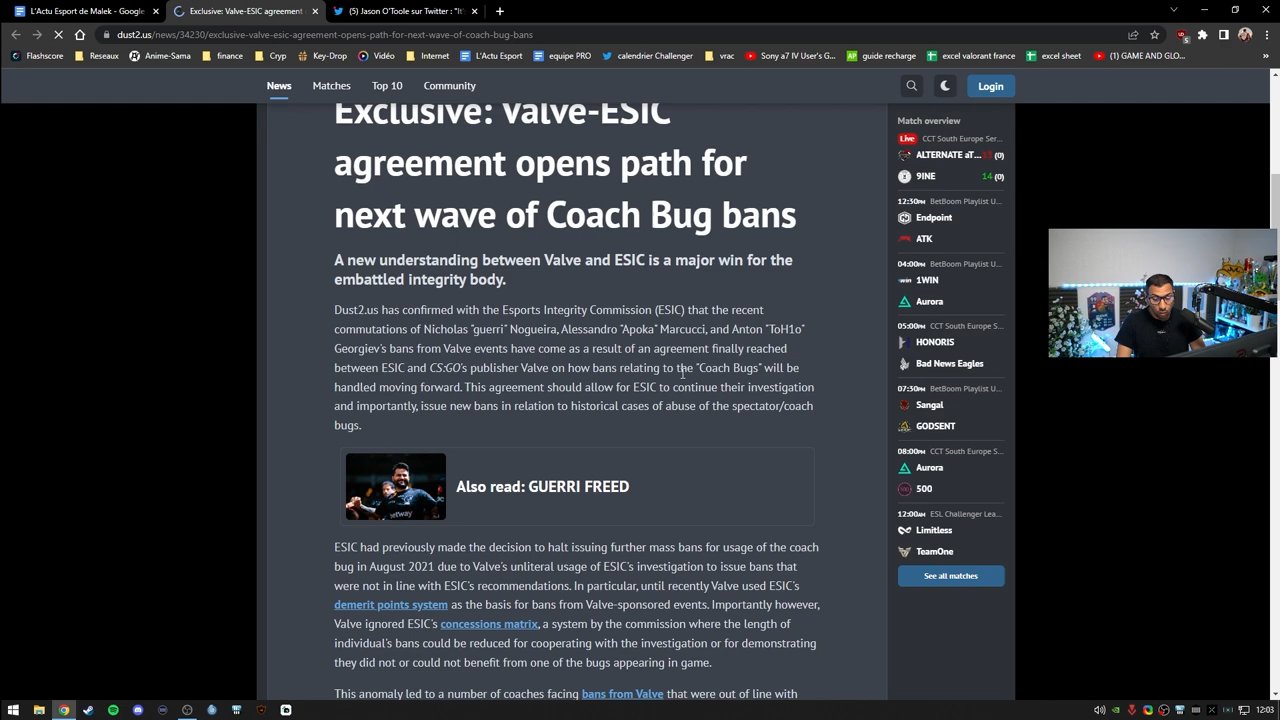 L'Actu Esport de Malek - Google
Exclusive: Valve-ESIC agreement
(5) Jason O'Toole sur Twitter : "It'
dust2.us/news/34230/exclusive-valve-esic-agreement-opens-path-for-next-wave-of-coach-bug-bans
Flashscore
Reseaux
Anime-Sama
finance
Cs
Key-Drop
Vidéo
Internet
L'Actu Esport
equipe PRO
calendrier Challenger
vrac
Sony a7 IV User's G...
guide recharge
excel valorant france
excel sheet
(1) GAME AND GLO...
News
Matches
Top 10
Community
Login
Exclusive: Valve-ESIC
agreement opens path for
next wave of Coach Bug bans
A new understanding between Valve and ESIC is a major win for the
embattled integrity body.
Dust2.us has confirmed with the Esports Integrity Commission (ESIC) that the recent
commutations of Nicholas "guerri" Nogueira, Alessandro "Apoka" Marcucci, and Anton "ToH1o"
Georgiev's bans from Valve events have come as a result of an agreement finally reached
between ESIC and CS:GO's publisher Valve on how bans relating to the "Coach Bugs" will be
handled moving forward. This agreement should allow for ESIC to continue their investigation
and importantly, issue new bans in relation to historical cases of abuse of the spectator/coach
bugs.
betway
Also read: GUERRI FREED
ESIC had previously made the decision to halt issuing further mass bans for usage of the coach
bug in August 2021 due to Valve's unliteral usage of ESIC's investigation to issue bans that
were not in line with ESIC's recommendations. In particular, until recently Valve used ESIC's
demerit points system as the basis for bans from Valve-sponsored events. Importantly however,
Valve ignored ESIC's concessions matrix, a system by the commission where the length of
individual's bans could be reduced for cooperating with the investigation or for demonstrating
they did not or could not benefit from one of the bugs appearing in game.
This anomaly led to a number of coaches facing bans from Valve that were out of line with
Match overview
Live CCT South Europe Ser...
ALTERNATE aT... 13 (0)
9INE 14 (0)
12:30PM BetBoom Playlist U...
Endpoint
ATK
04:00PM BetBoom Playlist U...
1WIN
Aurora
05:00PM CCT South Europe S...
HONORIS
Bad News Eagles
07:30PM BetBoom Playlist U...
Sangal
GODSENT
08:00PM CCT South Europe S...
Aurora
500
12:00AM ESL Challenger Lea...
Limitless
TeamOne
See all matches
12:03